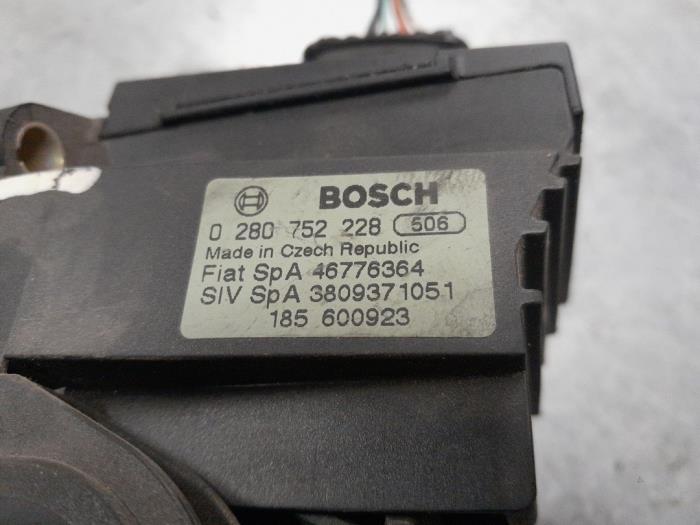 BOSCH
0 280 752 228 506
Made in Czech Republic
Fiat SpA 46776364
SIV SpA 3809371051
185 600923